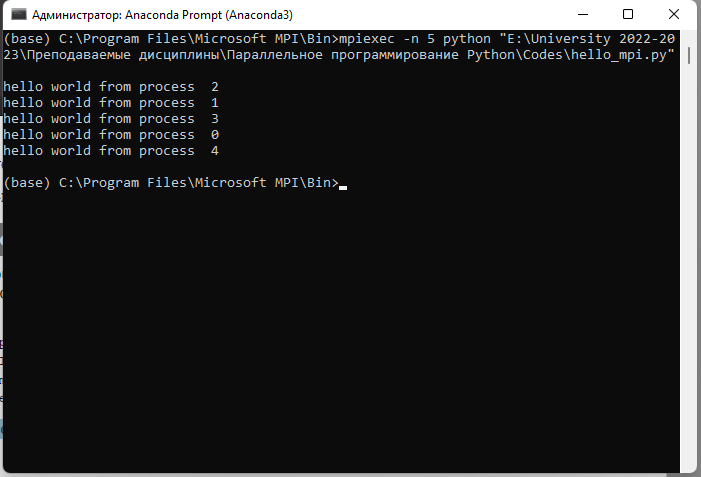 Администратор: Anaconda Prompt (Anaconda3)
(base) C:\Program Files\Microsoft MPI\Bin>mpiexec -n 5 python "E:\University 2022-20
23\Преподаваемые дисциплины\Параллельное программирование Python\Codes\hello_mpi.py"
hello world from process  2
hello world from process  1
hello world from process  3
hello world from process  0
hello world from process  4
(base) C:\Program Files\Microsoft MPI\Bin>